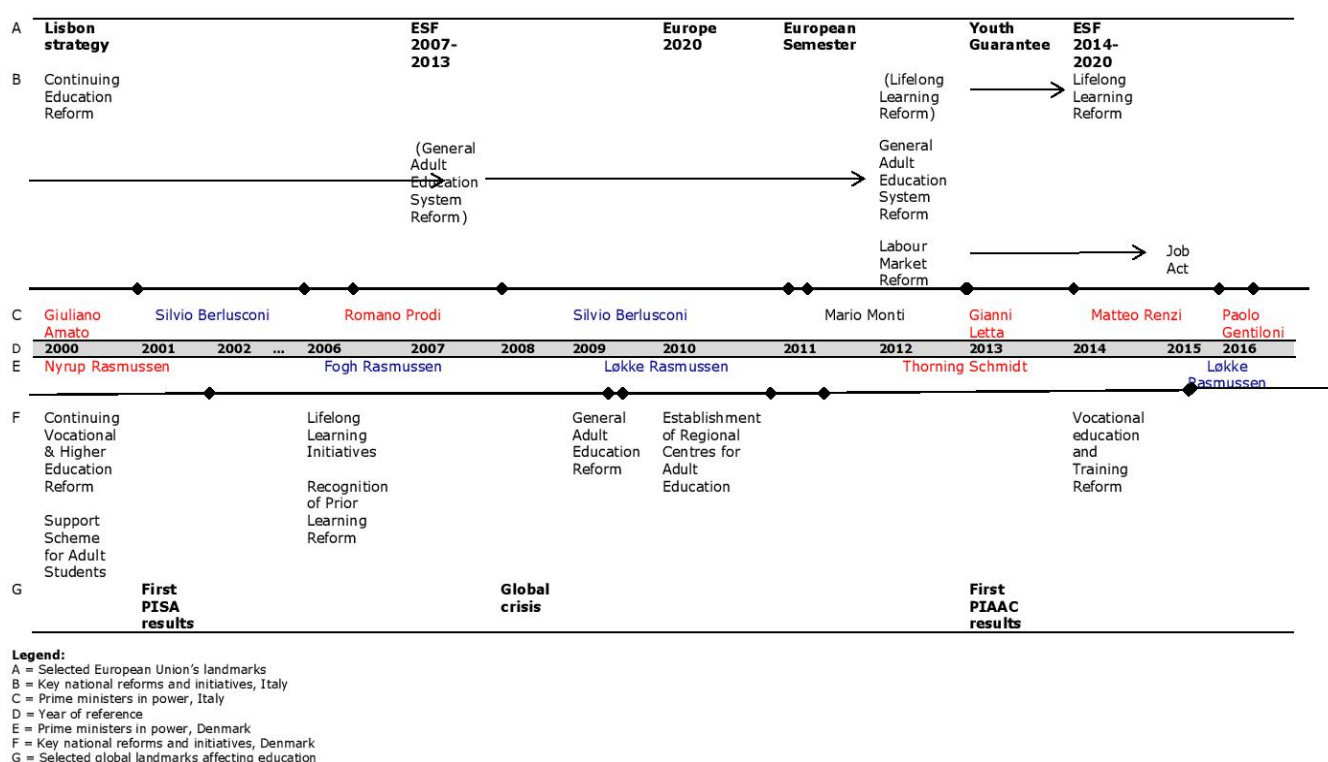 A Lisbon strategy ESF 2007-2013 Europe 2020 European Semester Youth Guarantee ESF 2014-2020
B Continuing Education Reform (Lifelong Learning Reform) Lifelong Learning Reform
(General Adult Education System Reform) General Adult Education System Reform
Labour Market Reform Job Act
C Giuliano Amato Silvio Berlusconi Romano Prodi Silvio Berlusconi Mario Monti Gianni Letta Matteo Renzi Paolo Gentiloni
D 2000 2001 2002 ... 2006 2007 2008 2009 2010 2011 2012 2013 2014 2015 2016
E Nyrup Rasmussen Fogh Rasmussen Løkke Rasmussen Thorning Schmidt Løkke Rasmussen
F Continuing Vocational & Higher Education Reform Lifelong Learning Initiatives General Adult Education Reform Establishment of Regional Centres for Adult Education Vocational education and Training Reform
Support Scheme for Adult Students Recognition of Prior Learning Reform
G First PISA results Global crisis First PIAAC results
Legend:
A = Selected European Union's landmarks
B = Key national reforms and initiatives, Italy
C = Prime ministers in power, Italy
D = Year of reference
E = Prime ministers in power, Denmark
F = Key national reforms and initiatives, Denmark
G = Selected global landmarks affecting education